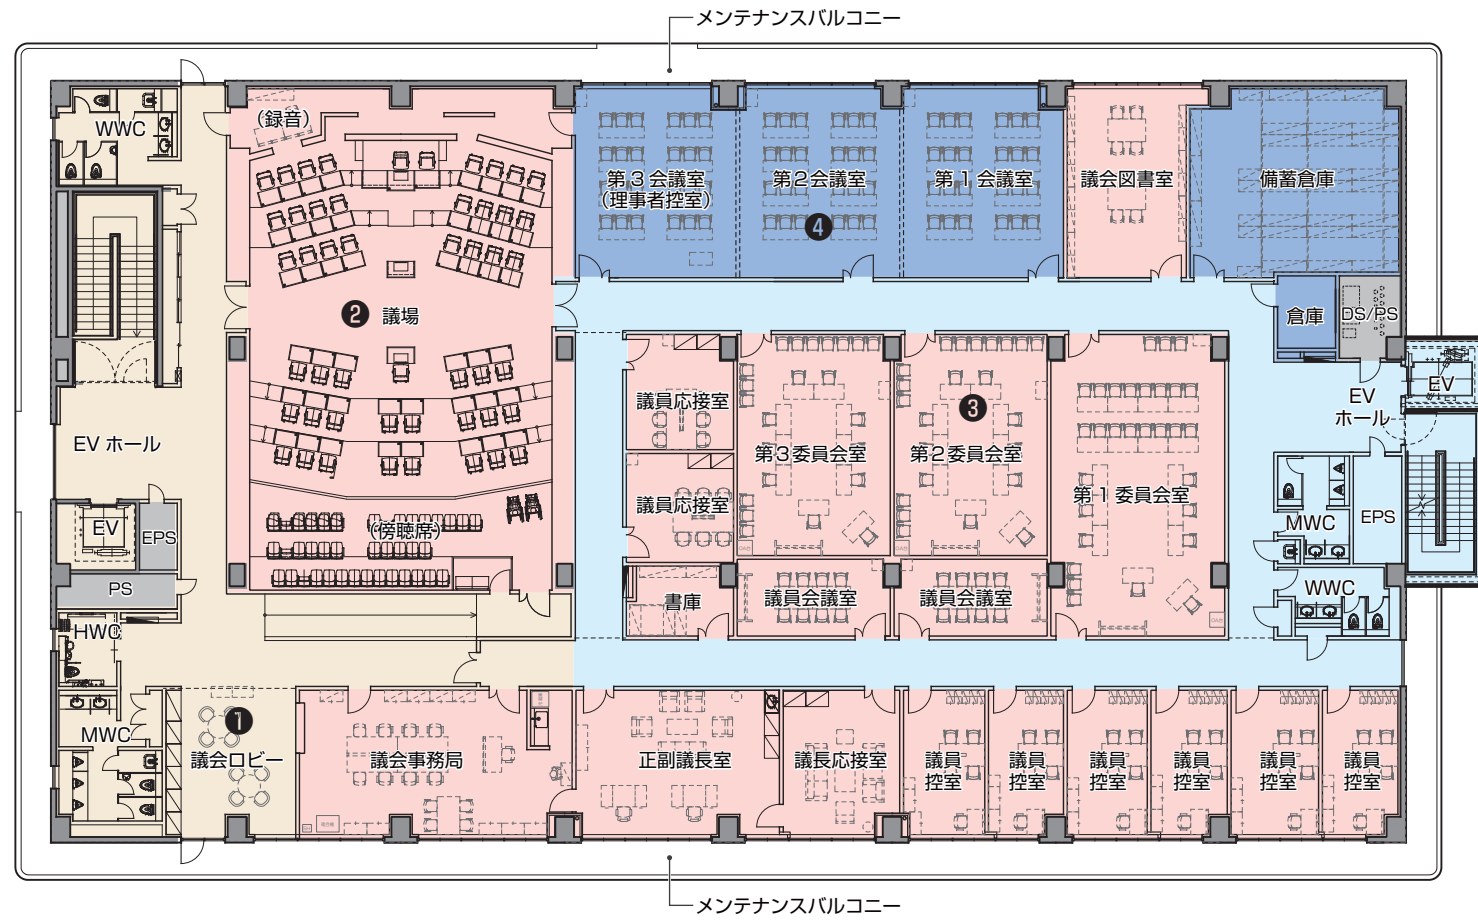 メンテナンスバルコニー
WWC
(録音)
第3会議室
(理事者控室)
第2会議室
第1会議室
議会図書室
備蓄倉庫
4
2 議場
倉庫
DS/PS
EV
EV
ホール
議員応接室
3
第3委員会室
第2委員会室
第1委員会室
EVホール
議員応接室
EV
EPS
(傍聴席)
MWC
EPS
PS
WWC
書庫
議員会議室
議員会議室
HWC
1
MWC
議会ロビー
議会事務局
正副議長室
議長応接室
議員
控室
議員
控室
議員
控室
議員
控室
議員
控室
議員
控室
メンテナンスバルコニー